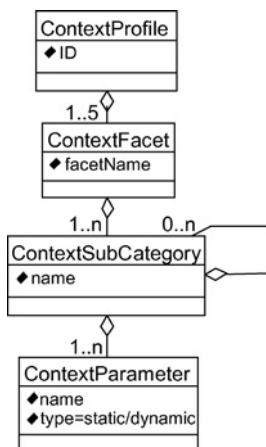 ContextProfile
ID
1..5
ContextFacet
facetName
1..n
0..n
ContextSubCategory
name
1..n
ContextParameter
name
type=static/dynamic